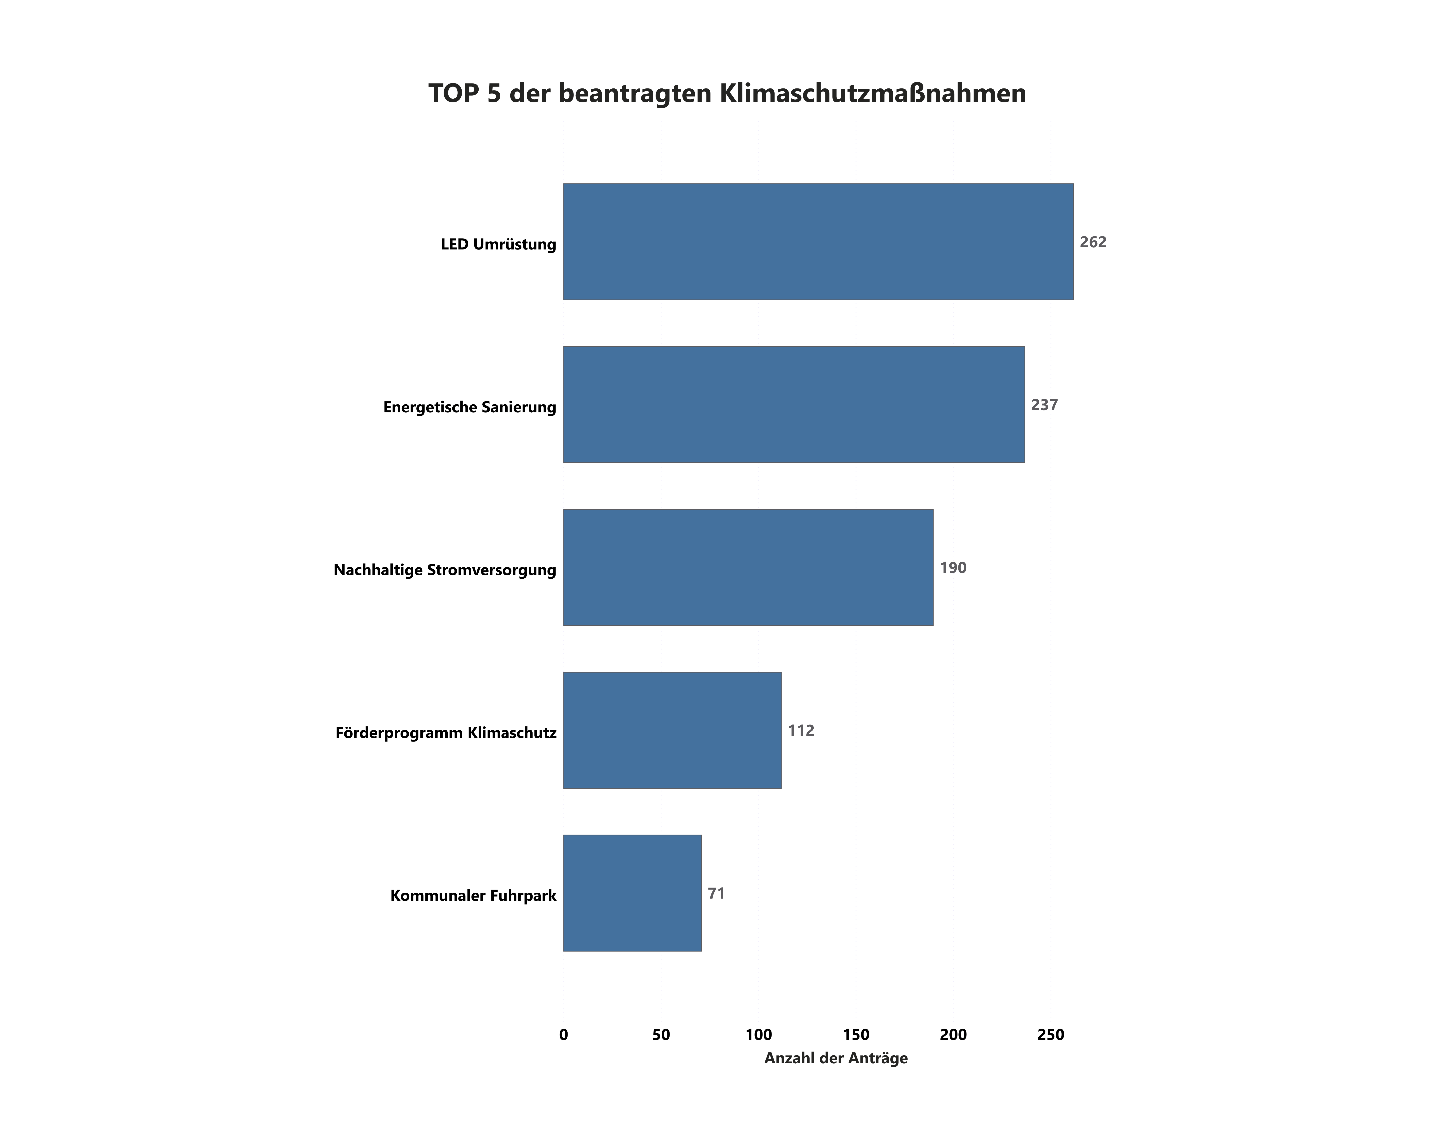 TOP 5 der beantragten Klimaschutzmaßnahmen
LED Umrüstung
262
Energetische Sanierung
237
Nachhaltige Stromversorgung
190
Förderprogramm Klimaschutz
112
Kommunaler Fuhrpark
71
0 50 100 150 200 250
Anzahl der Anträge